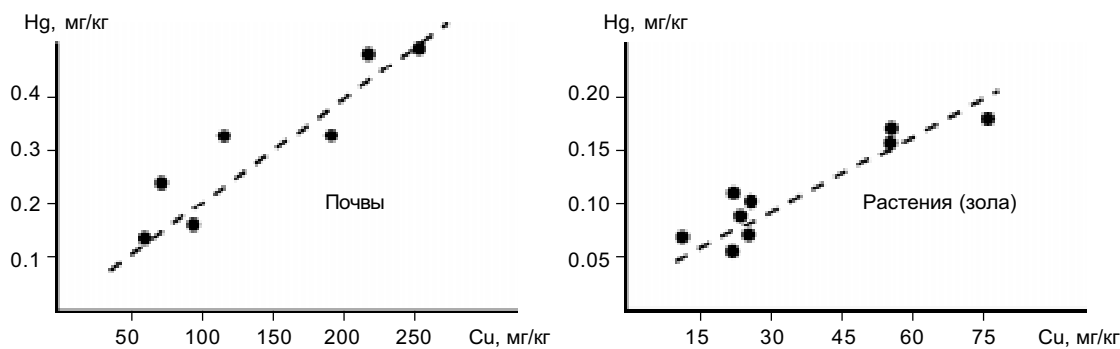 Hg, мг/кг
0.4
0.3
0.2
0.1
Почвы
50 100 150 200 250 Cu, мг/кг
Hg, мг/кг
0.20
0.15
0.10
0.05
Растения (зола)
15 30 45 60 75 Cu, мг/кг